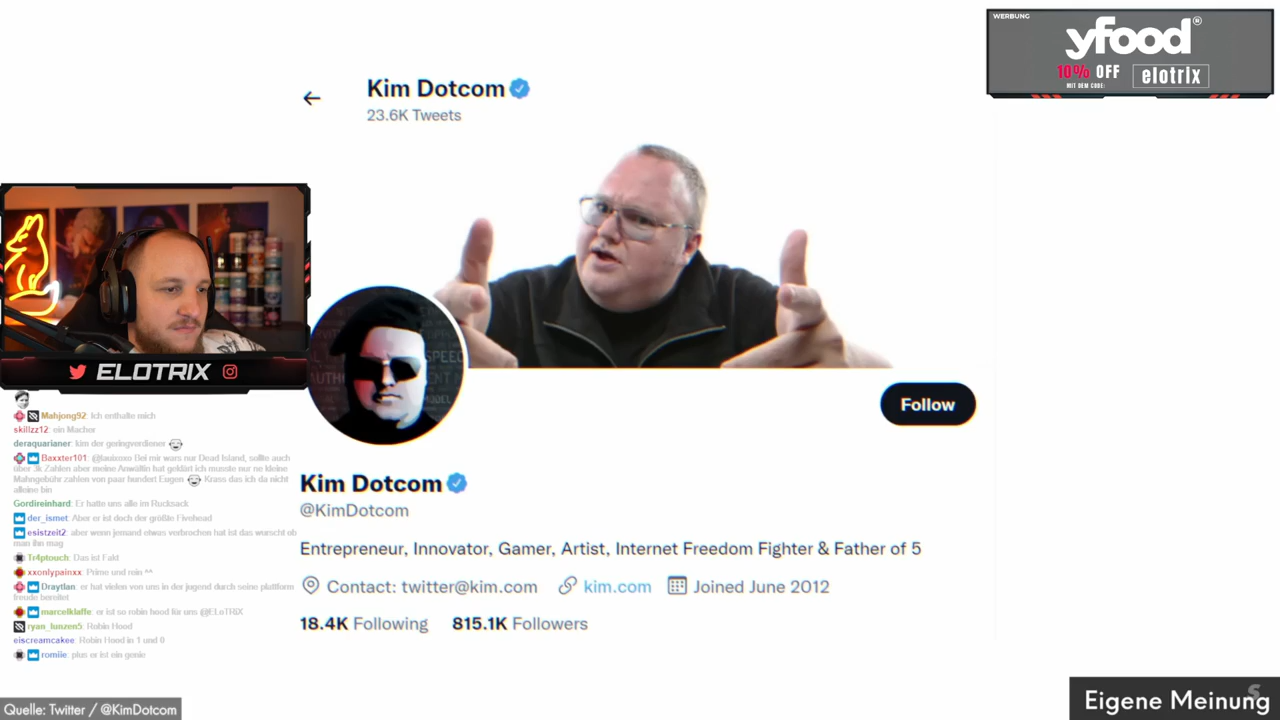 WERBUNG
yfood®
10% OFF elotrix
MIT DEM CODE:
Kim Dotcom
23.6K Tweets
Follow
ELOTRIX
Mahjong92: Ich enthalte mich
skillzz12: ein Macher
deraquarianer: kim der geringverdiener
Baxxter101: @lauixoxo Bei mir wars nur Dead Island, sollte auch
über 3k Zahlen aber meine Anwältin hat geklärt ich musste nur ne kleine
Mahngebühr zahlen von paar hundert Eugen Krass das ich da nicht
alleine bin
Gordireinhard: Er hatte uns alle im Rucksack
der_ismet: Aber er ist doch der größte Fivehead
esistzeit2: aber wenn jemand etwas verbrochen hat ist das wurscht ob
man ihn mag
Tr4ptouch: Das ist Fakt
xxonlypainxx: Prime und rein ^^
Draytlan: er hat vielen von uns in der jugend durch seine plattform
freude bereitet
marcelklaffe: er ist so robin hood für uns @ELoTRiX
ryan_lunzen5: Robin Hood
eiscreamcakee: Robin Hood in 1 und 0
romiie: plus er ist ein genie
Kim Dotcom
@KimDotcom
Entrepreneur, Innovator, Gamer, Artist, Internet Freedom Fighter & Father of 5
Contact: twitter@kim.com kim.com Joined June 2012
18.4K Following 815.1K Followers
Quelle: Twitter / @KimDotcom
Eigene Meinung